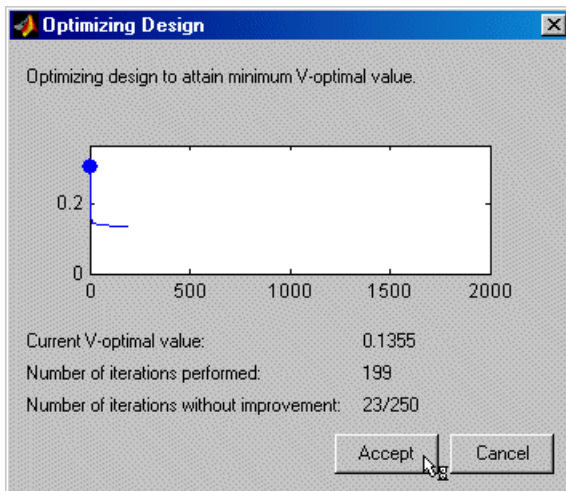 Optimizing Design
Optimizing design to attain minimum V-optimal value.
0.2
0
0 500 1000 1500 2000
Current V-optimal value: 0.1355
Number of iterations performed: 199
Number of iterations without improvement: 23/250
Accept Cancel